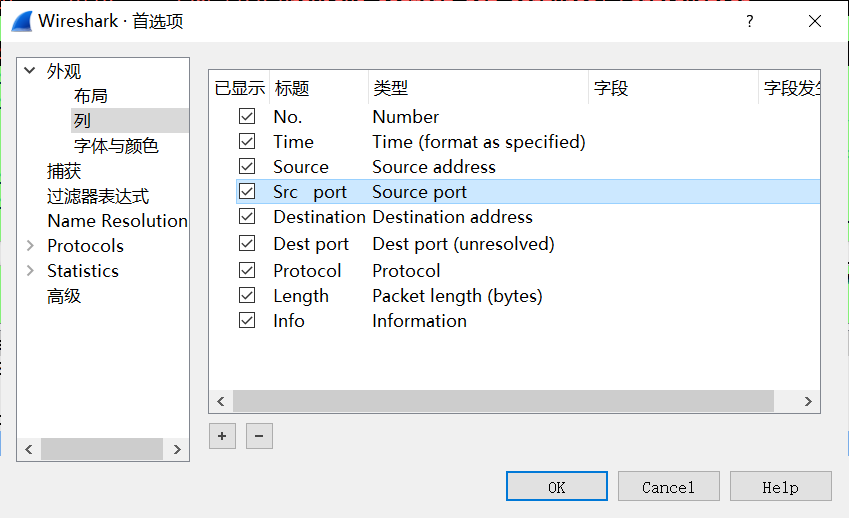 Wireshark · 首选项
?
外观
布局
列
字体与颜色
捕获
过滤器表达式
Name Resolution
Protocols
Statistics
高级
已显示 标题 类型 字段 字段发生
No. Number
Time Time (format as specified)
Source Source address
Src port Source port
Destination Destination address
Dest port Dest port (unresolved)
Protocol Protocol
Length Packet length (bytes)
Info Information
+ −
OK Cancel Help